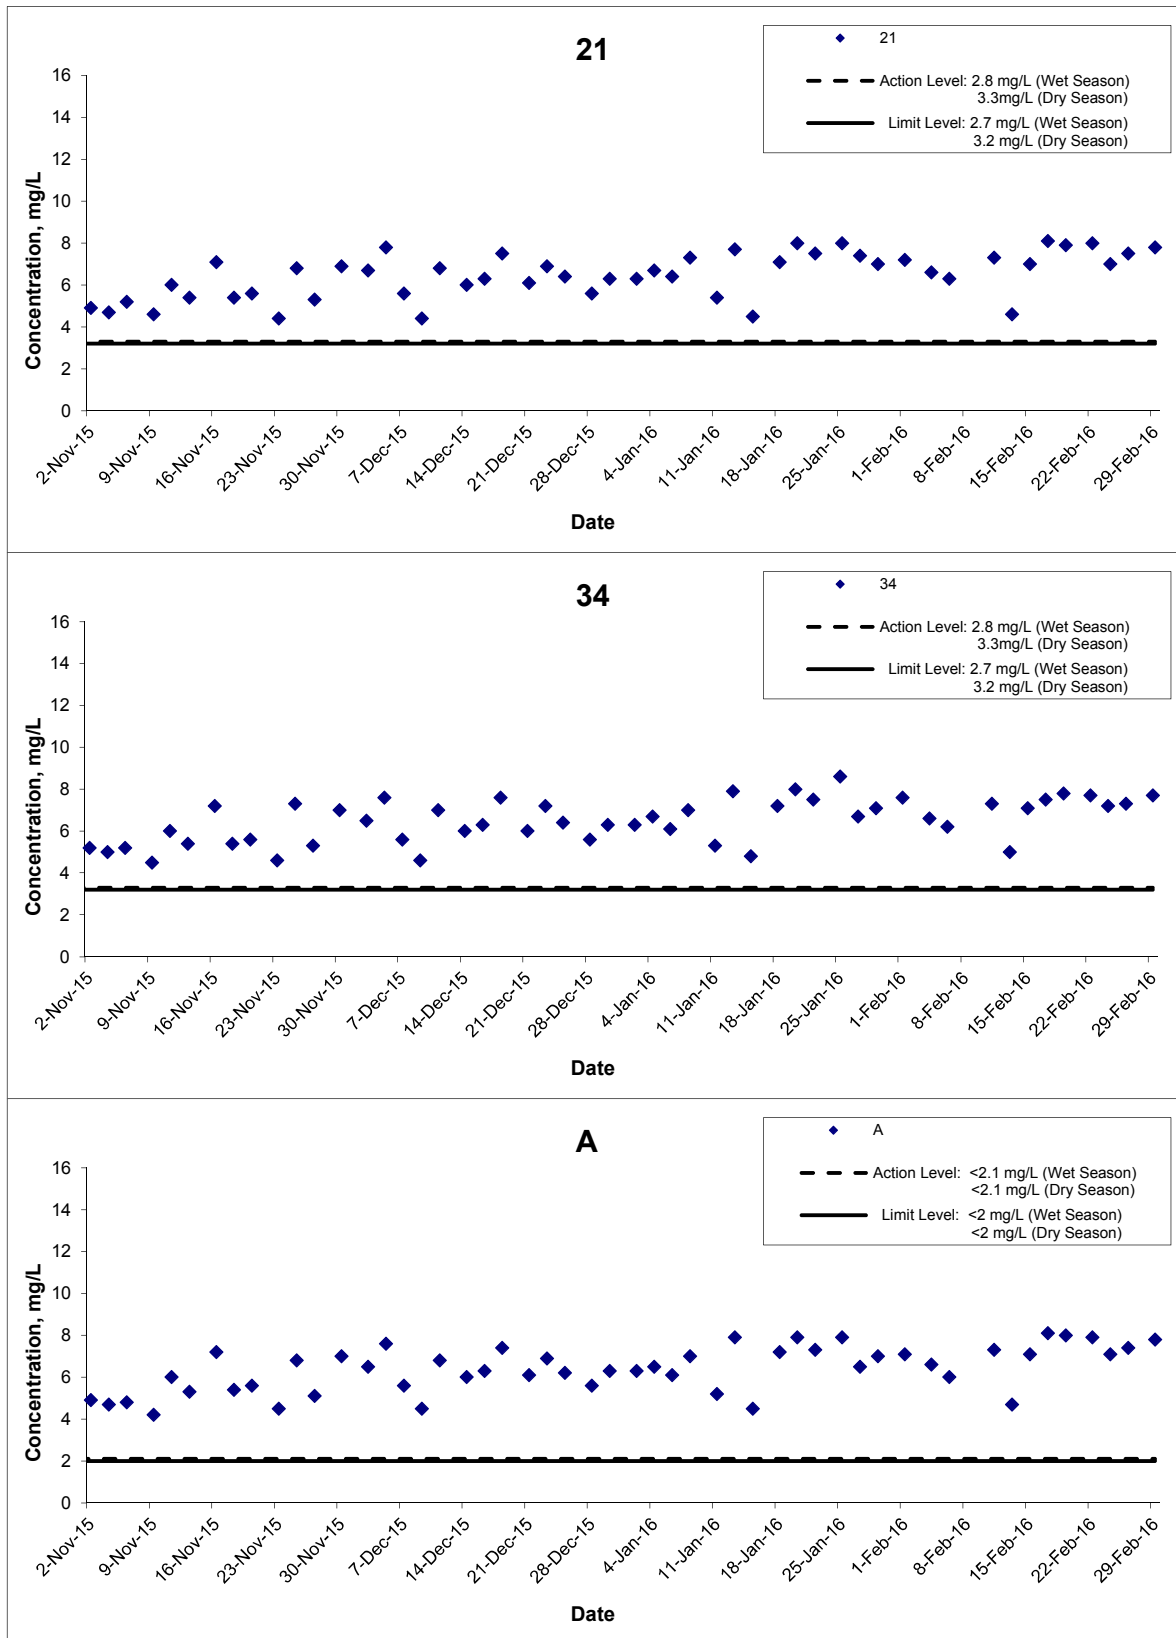 21
21
Action Level: 2.8 mg/L (Wet Season)
3.3mg/L (Dry Season)
Limit Level: 2.7 mg/L (Wet Season)
3.2 mg/L (Dry Season)
16
14
12
10
8
6
4
2
0
Concentration, mg/L
2-Nov-15
9-Nov-15
16-Nov-15
23-Nov-15
30-Nov-15
7-Dec-15
14-Dec-15
21-Dec-15
28-Dec-15
4-Jan-16
11-Jan-16
18-Jan-16
25-Jan-16
1-Feb-16
8-Feb-16
15-Feb-16
22-Feb-16
29-Feb-16
Date
34
34
Action Level: 2.8 mg/L (Wet Season)
3.3mg/L (Dry Season)
Limit Level: 2.7 mg/L (Wet Season)
3.2 mg/L (Dry Season)
16
14
12
10
8
6
4
2
0
Concentration, mg/L
2-Nov-15
9-Nov-15
16-Nov-15
23-Nov-15
30-Nov-15
7-Dec-15
14-Dec-15
21-Dec-15
28-Dec-15
4-Jan-16
11-Jan-16
18-Jan-16
25-Jan-16
1-Feb-16
8-Feb-16
15-Feb-16
22-Feb-16
29-Feb-16
Date
A
A
Action Level: <2.1 mg/L (Wet Season)
<2.1 mg/L (Dry Season)
Limit Level: <2 mg/L (Wet Season)
<2 mg/L (Dry Season)
16
14
12
10
8
6
4
2
0
Concentration, mg/L
2-Nov-15
9-Nov-15
16-Nov-15
23-Nov-15
30-Nov-15
7-Dec-15
14-Dec-15
21-Dec-15
28-Dec-15
4-Jan-16
11-Jan-16
18-Jan-16
25-Jan-16
1-Feb-16
8-Feb-16
15-Feb-16
22-Feb-16
29-Feb-16
Date